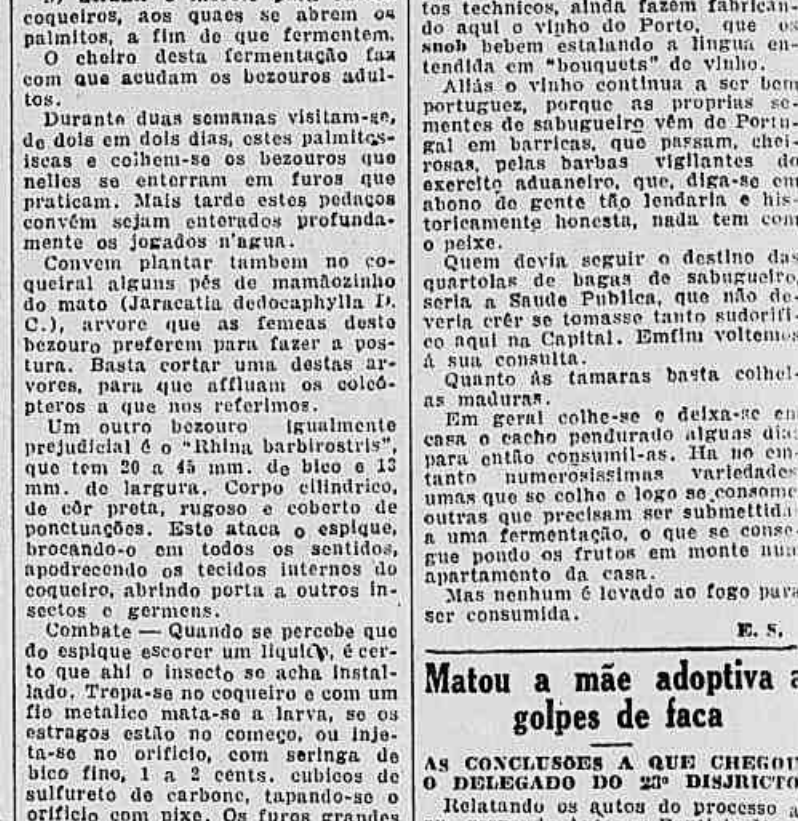 coqueiros, aos quaes se abrem os
palmitos, a fim de que fermentem.
O cheiro desta fermentação faz
com que acudam os bezouros adul-
tos.
Durante duas semanas visitam-se,
de dois em dois dias, estes palmitos-
iscas e colhem-se os bezouros que
nelles se enterram em furos que
praticam. Mais tarde estes pedaços
convém sejam enterados profunda-
mente os jogados n'agua.
Convem plantar tambem no co-
queiral alguns pés de mamãozinho
do mato (Jaracatia dedocaphylla D.
C.), arvore que as femeas deste
bezouro preferem para fazer a pos-
tura. Basta cortar uma destas ar-
vores, para que affluam os coleó-
pteros a que nos referimos.
Um outro bezouro igualmente
prejudicial é o "Rhina barbirostris",
que tem 20 a 45 mm. de bico e 13
mm. de largura. Corpo cilindrico,
de côr preta, rugoso e coberto de
ponctuações. Este ataca o espique,
brocando-o em todos os sentidos,
apodrecendo os tecidos internos do
coqueiro, abrindo porta a outros in-
sectos e germens.
Combate — Quando se percebe que
do espique escorer um é cer-
to que ahi o insecto se acha instal-
lado. Trepa-se no coqueiro e com um
fio metalico mata-se a larva, se os
estragos estão no começo, ou inje-
ta-se no orificio, com seringa de
bico fino, 1 a 2 cents. cubicos de
sulfureto de carbono, tapando-se o
orificio com pixe. Os furos grandes
tos technicos, ainda fazem fabrican-
do aqui o vinho do Porto, que os
snob bebem estalando a lingua en-
tendida em "bouquets" de vinho.
Aliás o vinho continua a ser bem
portuguez, porque as proprias se-
mentes de sabugueiro vêm de Portu-
gal em barricas, que passam, chei-
rosas, pelas barbas vigilantes do
exercito aduaneiro, que, diga-se em
abono de gente tão lendaria e his-
toricamente honesta, nada tem com
o peixe.
Quem devia seguir o destino das
quartolas de bagas de sabugueiro,
seria a Saude Publica, que não de-
veria crêr se tomasse tanto sudorifi-
co aqui na Capital. Emfim voltemos
á sua consulta.
Quanto ás tamaras basta colhel-
as maduras.
Em geral colhe-se e deixa-se em
casa o cacho pendurado alguns dias
para então consumil-as. Ha no em-
tanto numerosissimas variedades
umas que se colhe e logo se consome
outras que precisam ser submettida
a uma fermentação, o que se conse-
gue pondo os frutos em monte num
apartamento da casa.
Mas nenhum é levado ao fogo para
ser consumida.
E. S.
Matou a mãe adoptiva a
golpes de faca
AS CONCLUSÕES A QUE CHEGOU
O DELEGADO DO 23º DISJRICTO
Relatando os autos do processo a